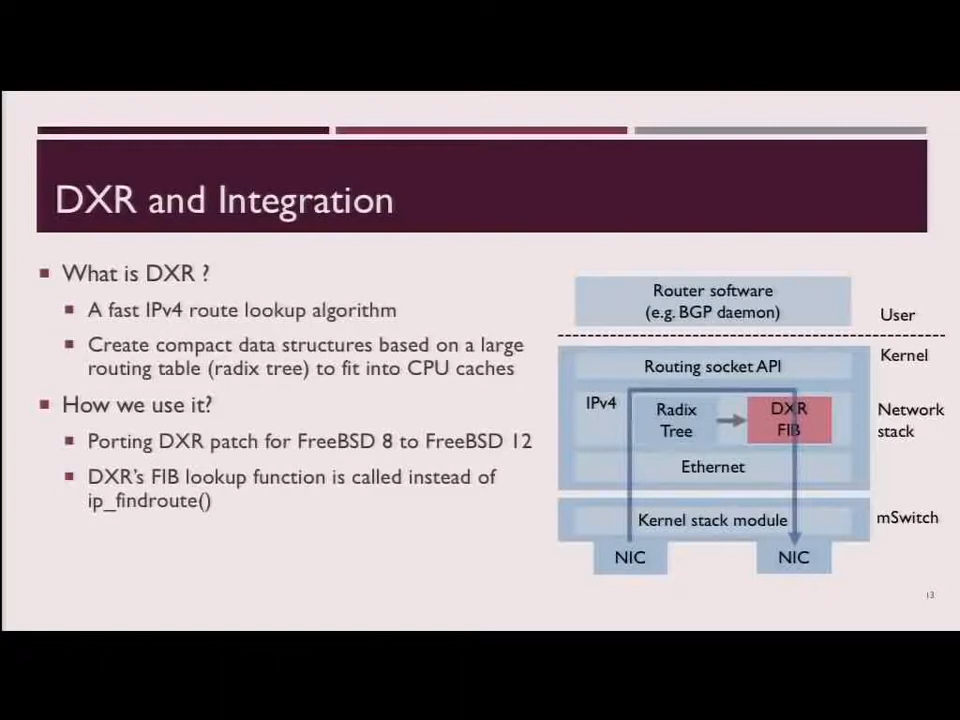 DXR and Integration
What is DXR ?
A fast IPv4 route lookup algorithm
Create compact data structures based on a large
routing table (radix tree) to fit into CPU caches
How we use it?
Porting DXR patch for FreeBSD 8 to FreeBSD 12
DXR's FIB lookup function is called instead of
ip_findroute()
Router software
(e.g. BGP daemon)
User
Kernel
Routing socket API
IPv4
Radix
Tree
DXR
FIB
Network
stack
Ethernet
Kernel stack module
mSwitch
NIC
NIC
13